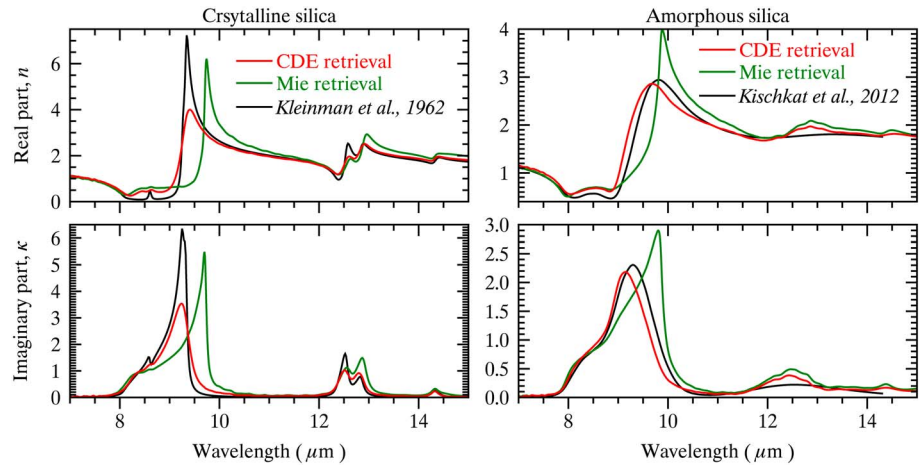 Crsytalline silica
Amorphous silica
Real part, n
6
4
2
0
CDE retrieval
Mie retrieval
Kleinman et al., 1962
4
3
2
1
CDE retrieval
Mie retrieval
Kischkat et al., 2012
Imaginary part, κ
6
5
4
3
2
1
0
3.0
2.5
2.0
1.5
1.0
0.5
0.0
8
10
12
14
8
10
12
14
Wavelength ( μm )
Wavelength ( μm )